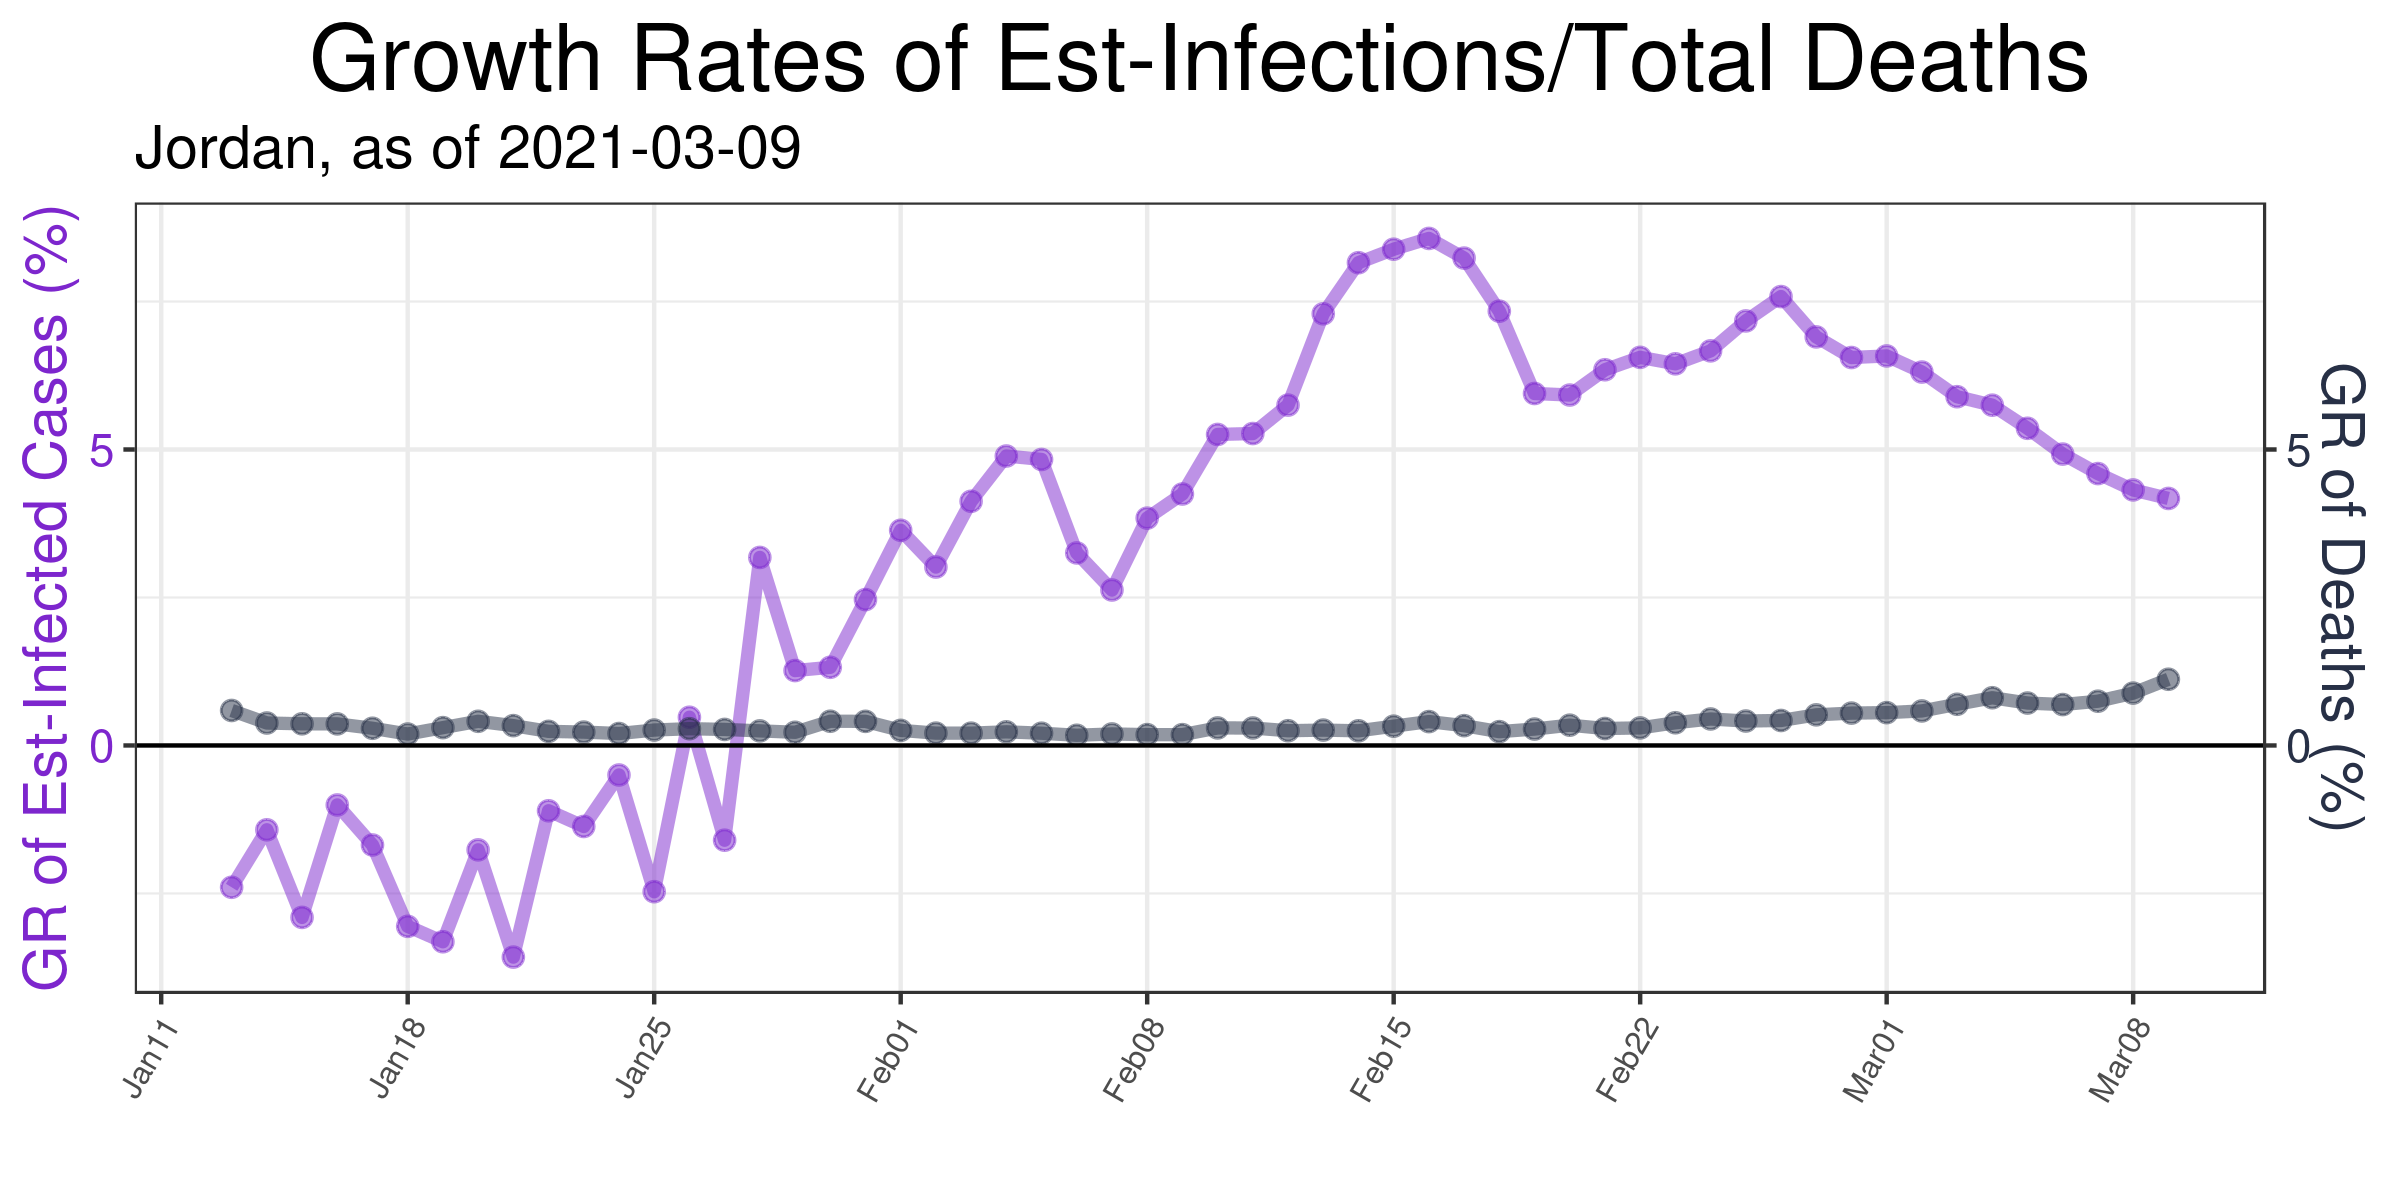 Growth Rates of Est-Infections/Total Deaths
Jordan, as of 2021-03-09
GR of Est-Infected Cases (%)
5
0
5
0
GR of Deaths (%)
Jan11
Jan18
Jan25
Feb01
Feb08
Feb15
Feb22
Mar01
Mar08